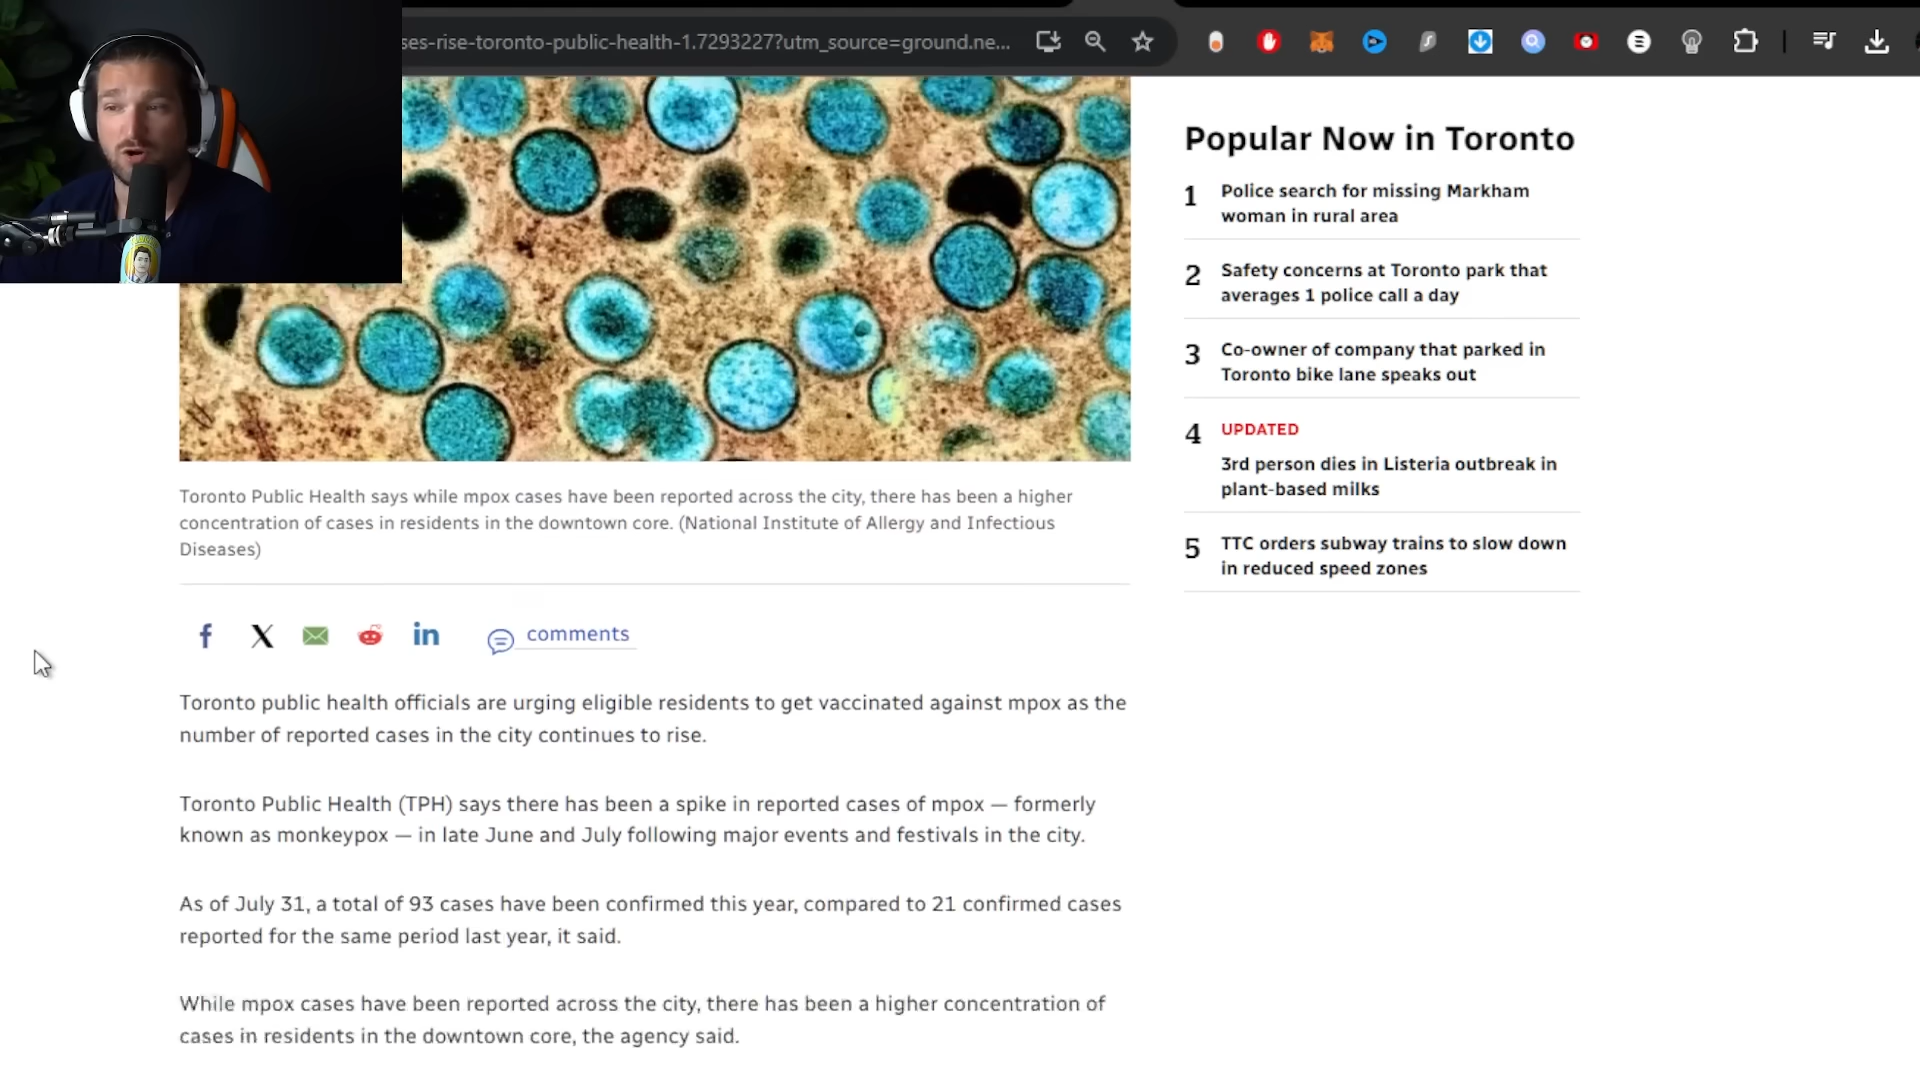 ses-rise-toronto-public-health-1.7293227?utm_source=ground.ne...
Popular Now in Toronto
1 Police search for missing Markham
woman in rural area
2 Safety concerns at Toronto park that
averages 1 police call a day
3 Co-owner of company that parked in
Toronto bike lane speaks out
4 UPDATED
3rd person dies in Listeria outbreak in
plant-based milks
5 TTC orders subway trains to slow down
in reduced speed zones
Toronto Public Health says while mpox cases have been reported across the city, there has been a higher
concentration of cases in residents in the downtown core. (National Institute of Allergy and Infectious
Diseases)
comments
Toronto public health officials are urging eligible residents to get vaccinated against mpox as the
number of reported cases in the city continues to rise.
Toronto Public Health (TPH) says there has been a spike in reported cases of mpox — formerly
known as monkeypox — in late June and July following major events and festivals in the city.
As of July 31, a total of 93 cases have been confirmed this year, compared to 21 confirmed cases
reported for the same period last year, it said.
While mpox cases have been reported across the city, there has been a higher concentration of
cases in residents in the downtown core, the agency said.